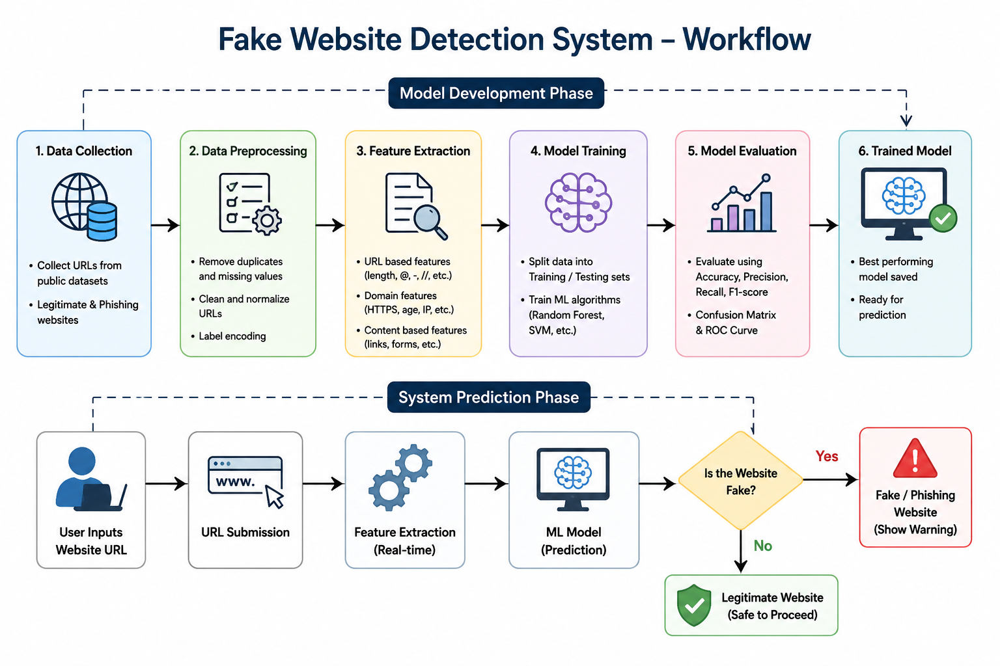 Fake Website Detection System – Workflow
Model Development Phase
1. Data Collection
• Collect URLs from
public datasets
• Legitimate & Phishing
websites
2. Data Preprocessing
• Remove duplicates
and missing values
• Clean and normalize
URLs
• Label encoding
3. Feature Extraction
• URL based features
(length, @, -, //, etc.)
• Domain features
(HTTPS, age, IP, etc.)
• Content based features
(links, forms, etc.)
4. Model Training
• Split data into
Training / Testing sets
• Train ML algorithms
(Random Forest,
SVM, etc.)
5. Model Evaluation
• Evaluate using
Accuracy, Precision,
Recall, F1-score
• Confusion Matrix
& ROC Curve
6. Trained Model
• Best performing
model saved
• Ready for
prediction
System Prediction Phase
User Inputs
Website URL
www.
URL Submission
Feature Extraction
(Real-time)
ML Model
(Prediction)
Is the Website
Fake?
Yes
Fake / Phishing
Website
(Show Warning)
No
Legitimate Website
(Safe to Proceed)